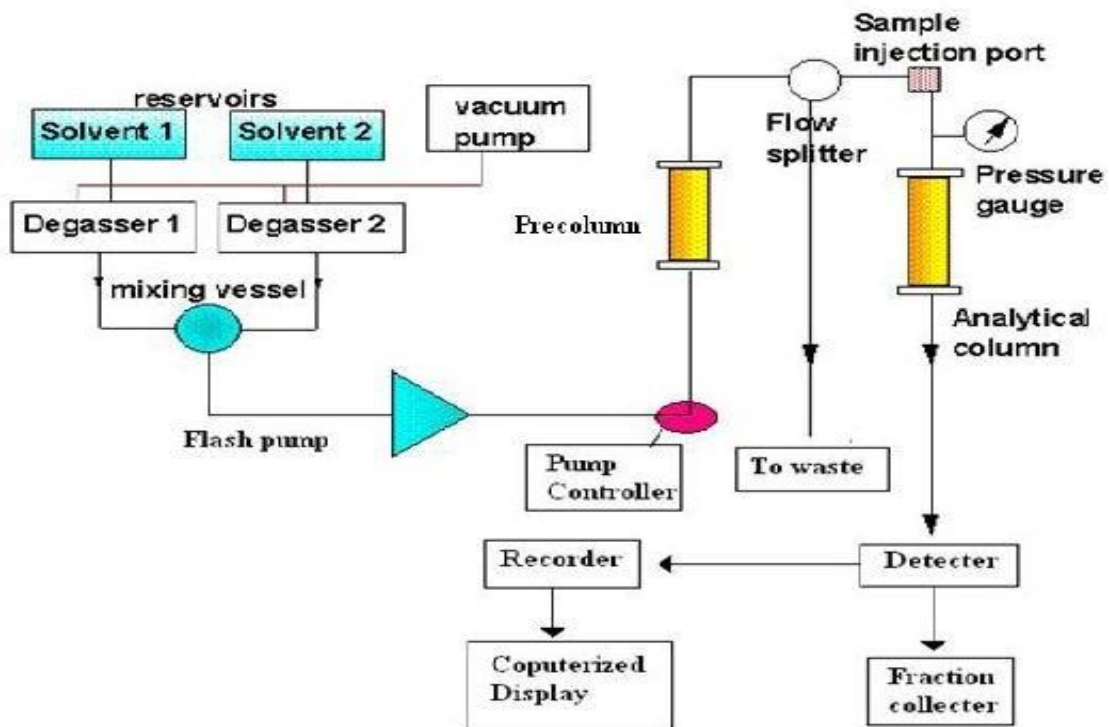 Sample
injection port
reservoirs
Solvent 1
Solvent 2
vacuum
pump
Flow
splitter
Degasser 1
Degasser 2
Precolumn
Pressure
gauge
mixing vessel
Analytical
column
Flash pump
Pump
Controller
To waste
Recorder
Detecter
Coputerized
Display
Fraction
collecter